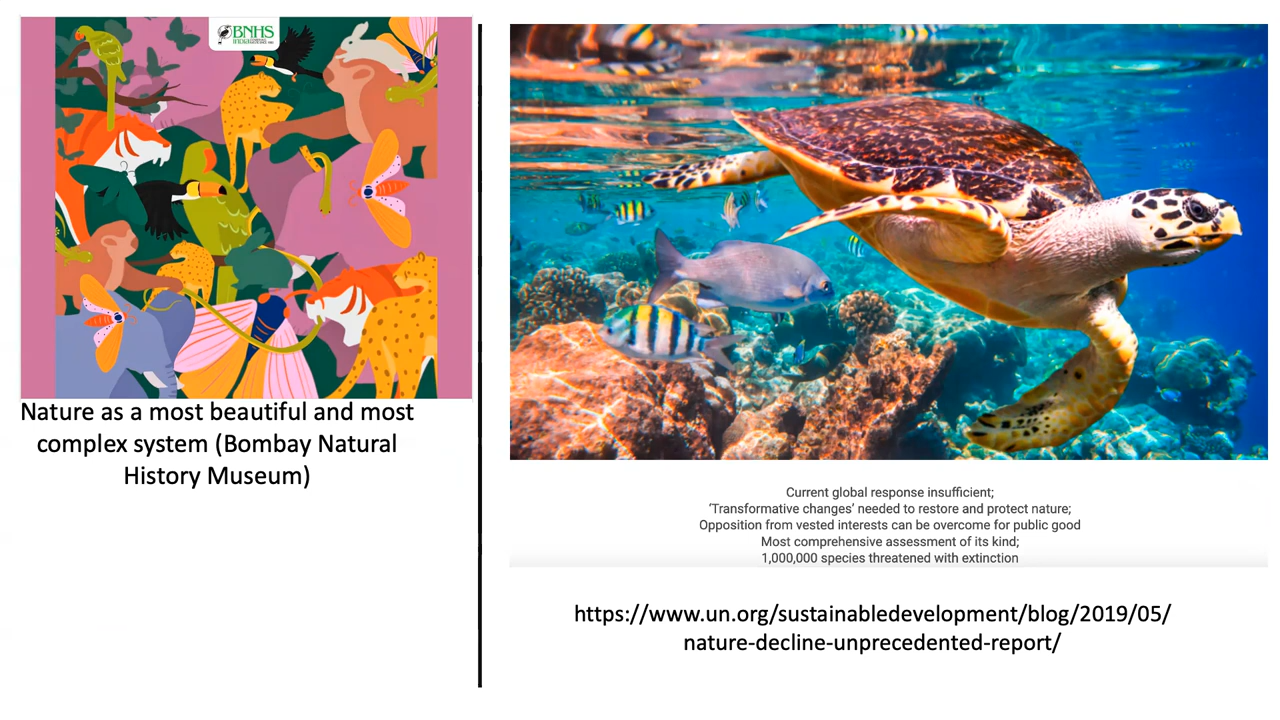 BNHS
Nature as a most beautiful and most
complex system (Bombay Natural
History Museum)
Current global response insufficient;
‘Transformative changes’ needed to restore and protect nature;
Opposition from vested interests can be overcome for public good
Most comprehensive assessment of its kind;
1,000,000 species threatened with extinction
https://www.un.org/sustainabledevelopment/blog/2019/05/
nature-decline-unprecedented-report/